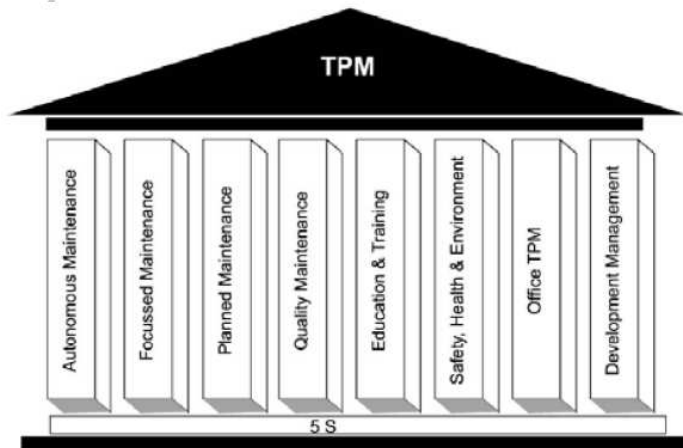 TPM
Autonomous Maintenance
Focussed Maintenance
Planned Maintenance
Quality Maintenance
Education & Training
Safety, Health & Environment
Office TPM
Development Management
5 S